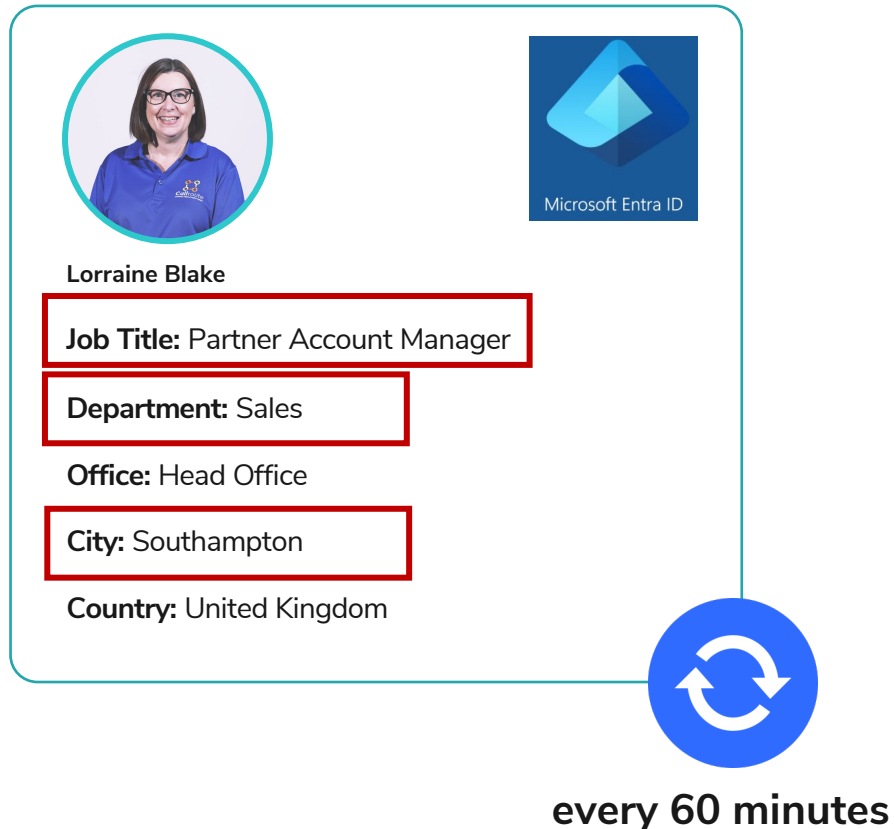 Callroute
Microsoft Entra ID
Lorraine Blake
Job Title: Partner Account Manager
Department: Sales
Office: Head Office
City: Southampton
Country: United Kingdom
every 60 minutes